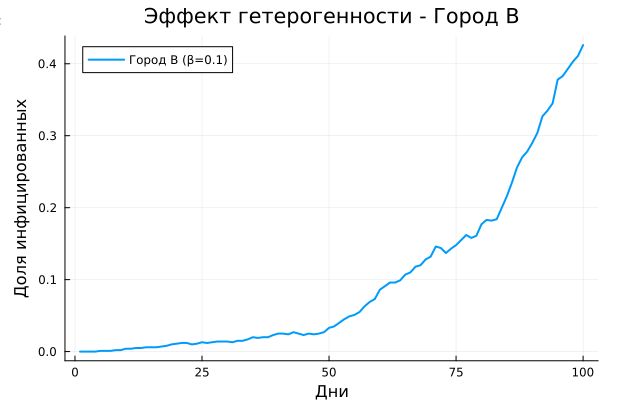 Эффект гетерогенности - Город B
Город B (β=0.1)
Доля инфицированных
0.4
0.3
0.2
0.1
0.0
0 25 50 75 100
Дни